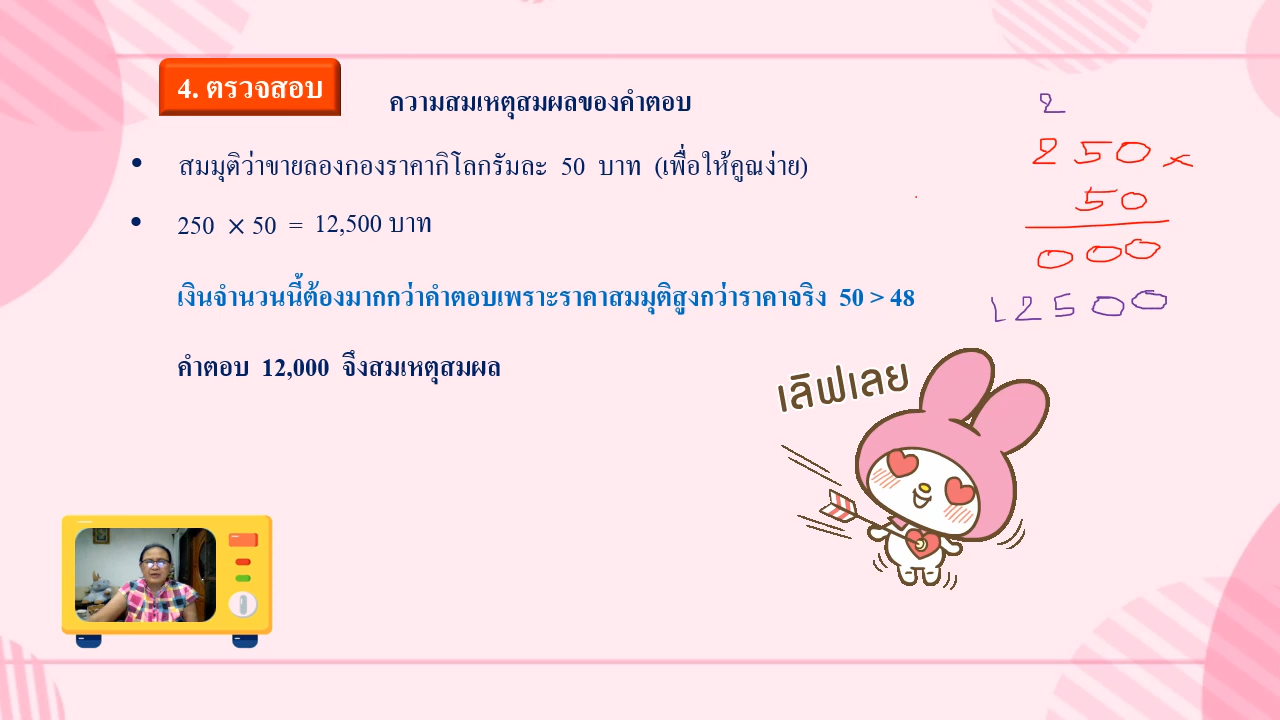 4. ตรวจสอบ
ความสมเหตุสมผลของคำตอบ
• สมมุติว่าขายลองกองราคากิโลกรัมละ 50 บาท (เพื่อให้คูณง่าย)
• 250 × 50 = 12,500 บาท
เงินจำนวนนี้ต้องมากกว่าคำตอบเพราะราคาสมมุติสูงกว่าราคาจริง 50 > 48
คำตอบ 12,000 จึงสมเหตุสมผล
2
250 ×
50
000
12500
เลิฟเลย